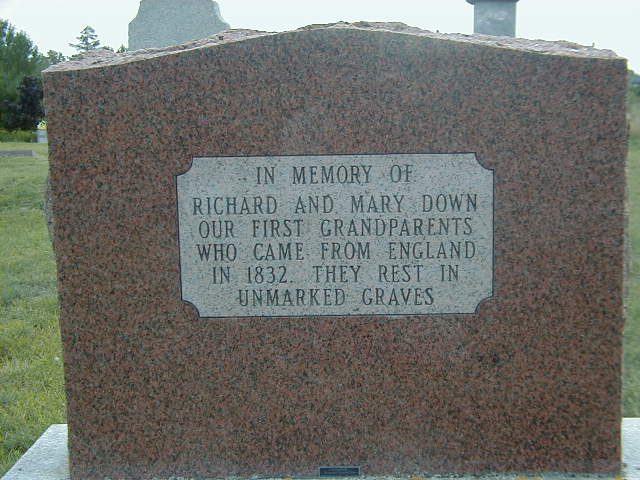 IN MEMORY OF
RICHARD AND MARY DOWN
OUR FIRST GRANDPARENTS
WHO CAME FROM ENGLAND
IN 1832. THEY REST IN
UNMARKED GRAVES